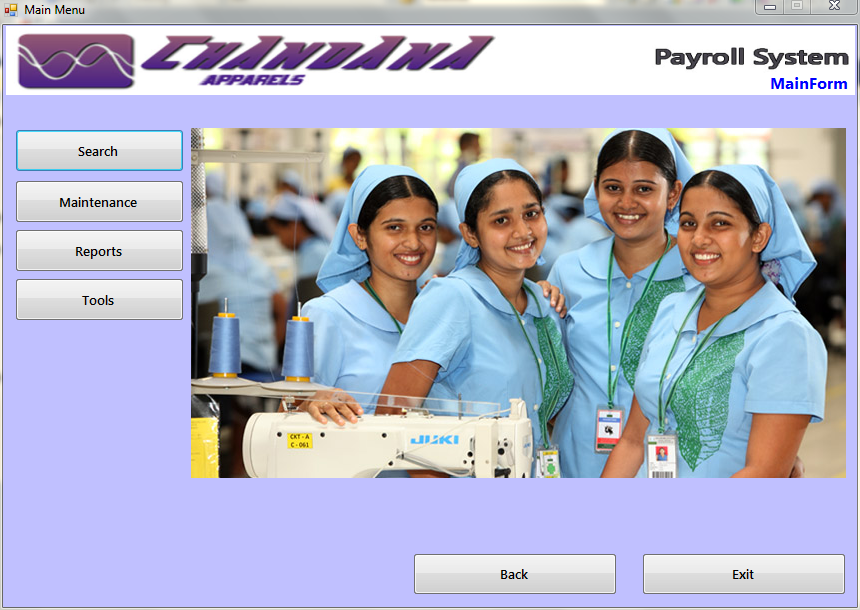 Main Menu
CHANDANA
APPARELS
Payroll System
MainForm
Search
Maintenance
Reports
Tools
CKT - A
C - 061
JUKI
Back
Exit